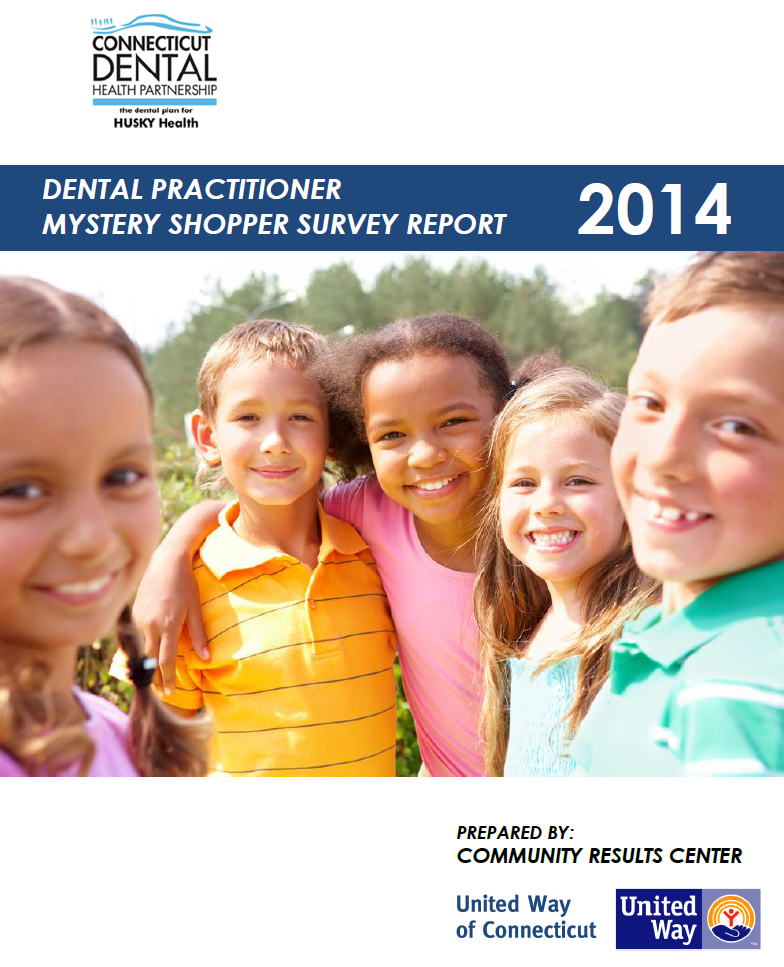 CONNECTICUT
DENTAL
HEALTH PARTNERSHIP
the dental plan for
HUSKY Health
DENTAL PRACTITIONER
MYSTERY SHOPPER SURVEY REPORT
2014
PREPARED BY:
COMMUNITY RESULTS CENTER
United Way
of Connecticut
United
Way
TM